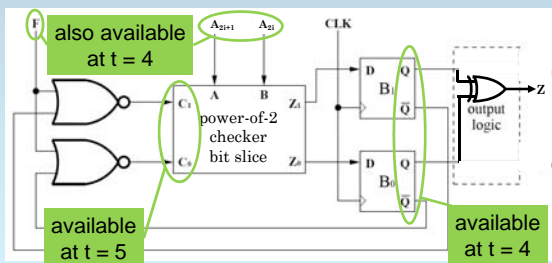 F
also available
at t = 4
A2i+1
A2i
CLK
C1
A
B
Z1
D
Q
B1
Q̅
power-of-2
checker
bit slice
C0
Z0
D
Q
B0
Q̅
output
logic
Z
available
at t = 5
available
at t = 4